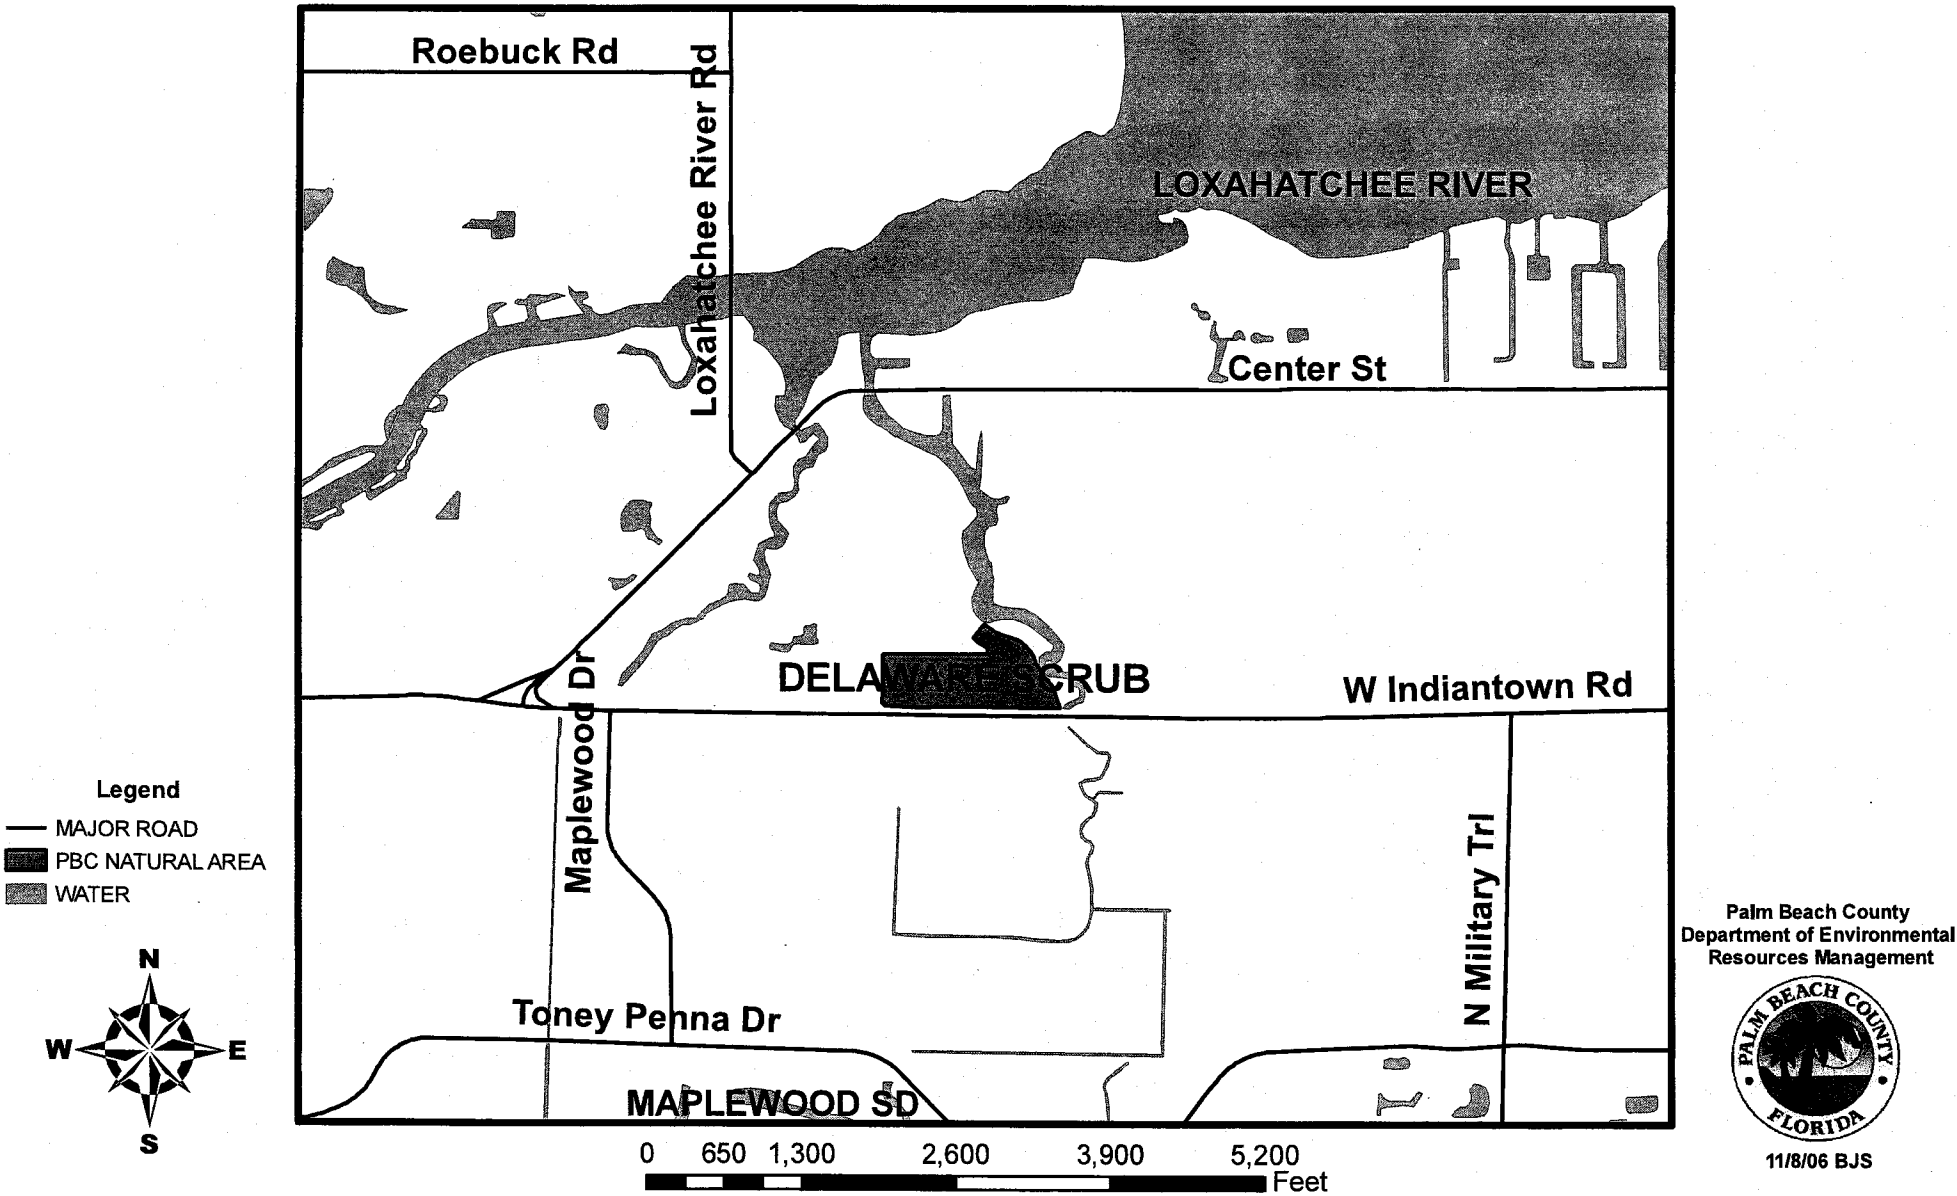 Roebuck Rd
Loxahatchee River Rd
LOXAHATCHEE RIVER
Center St
DELAWARE SCRUB
W Indiantown Rd
Maplewood Dr
N Military Trl
Toney Penna Dr
MAPLEWOOD SD
Legend
MAJOR ROAD
PBC NATURAL AREA
WATER
N
W
E
S
0 650 1,300 2,600 3,900 5,200
Feet
Palm Beach County
Department of Environmental
Resources Management
PALM BEACH COUNTY
FLORIDA
11/8/06 BJS